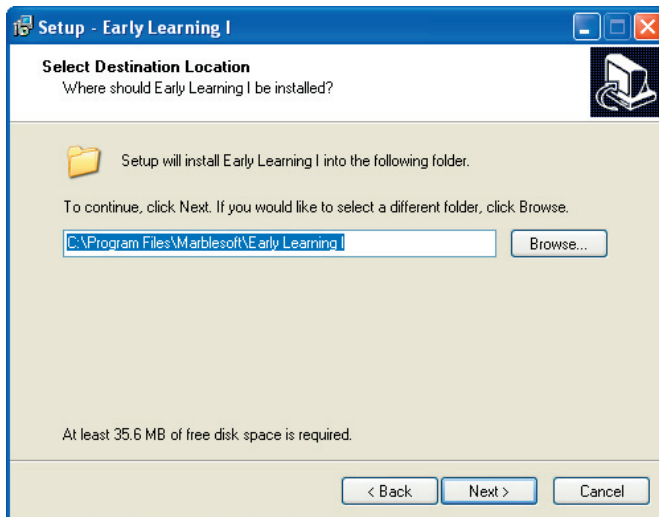 Setup - Early Learning I
Select Destination Location
Where should Early Learning I be installed?
Setup will install Early Learning I into the following folder.
To continue, click Next. If you would like to select a different folder, click Browse.
C:\Program Files\Marblesoft\Early Learning I
Browse...
At least 35.6 MB of free disk space is required.
< Back
Next >
Cancel